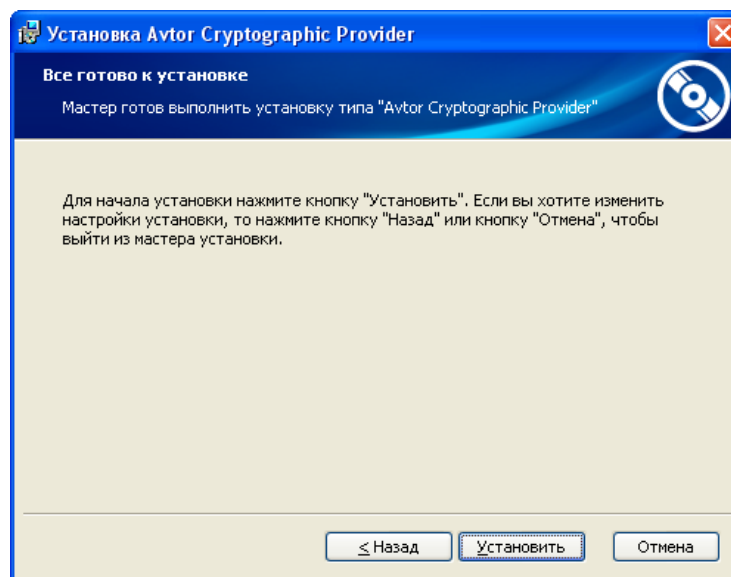 Установка Avtor Cryptographic Provider
Все готово к установке
Мастер готов выполнить установку типа "Avtor Cryptographic Provider"
Для начала установки нажмите кнопку "Установить". Если вы хотите изменить
настройки установки, то нажмите кнопку "Назад" или кнопку "Отмена", чтобы
выйти из мастера установки.
< Назад
Установить
Отмена